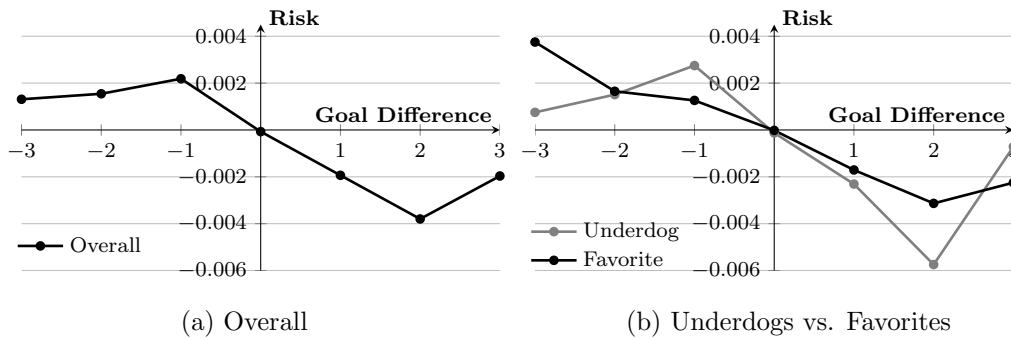 Risk
0.004
0.002
Goal Difference
−3 −2 −1 1 2 3
−0.002
−0.004
−0.006
Overall
(a) Overall
Risk
0.004
0.002
Goal Difference
−3 −2 −1 1 2 3
−0.002
−0.004
−0.006
Underdog
Favorite
(b) Underdogs vs. Favorites